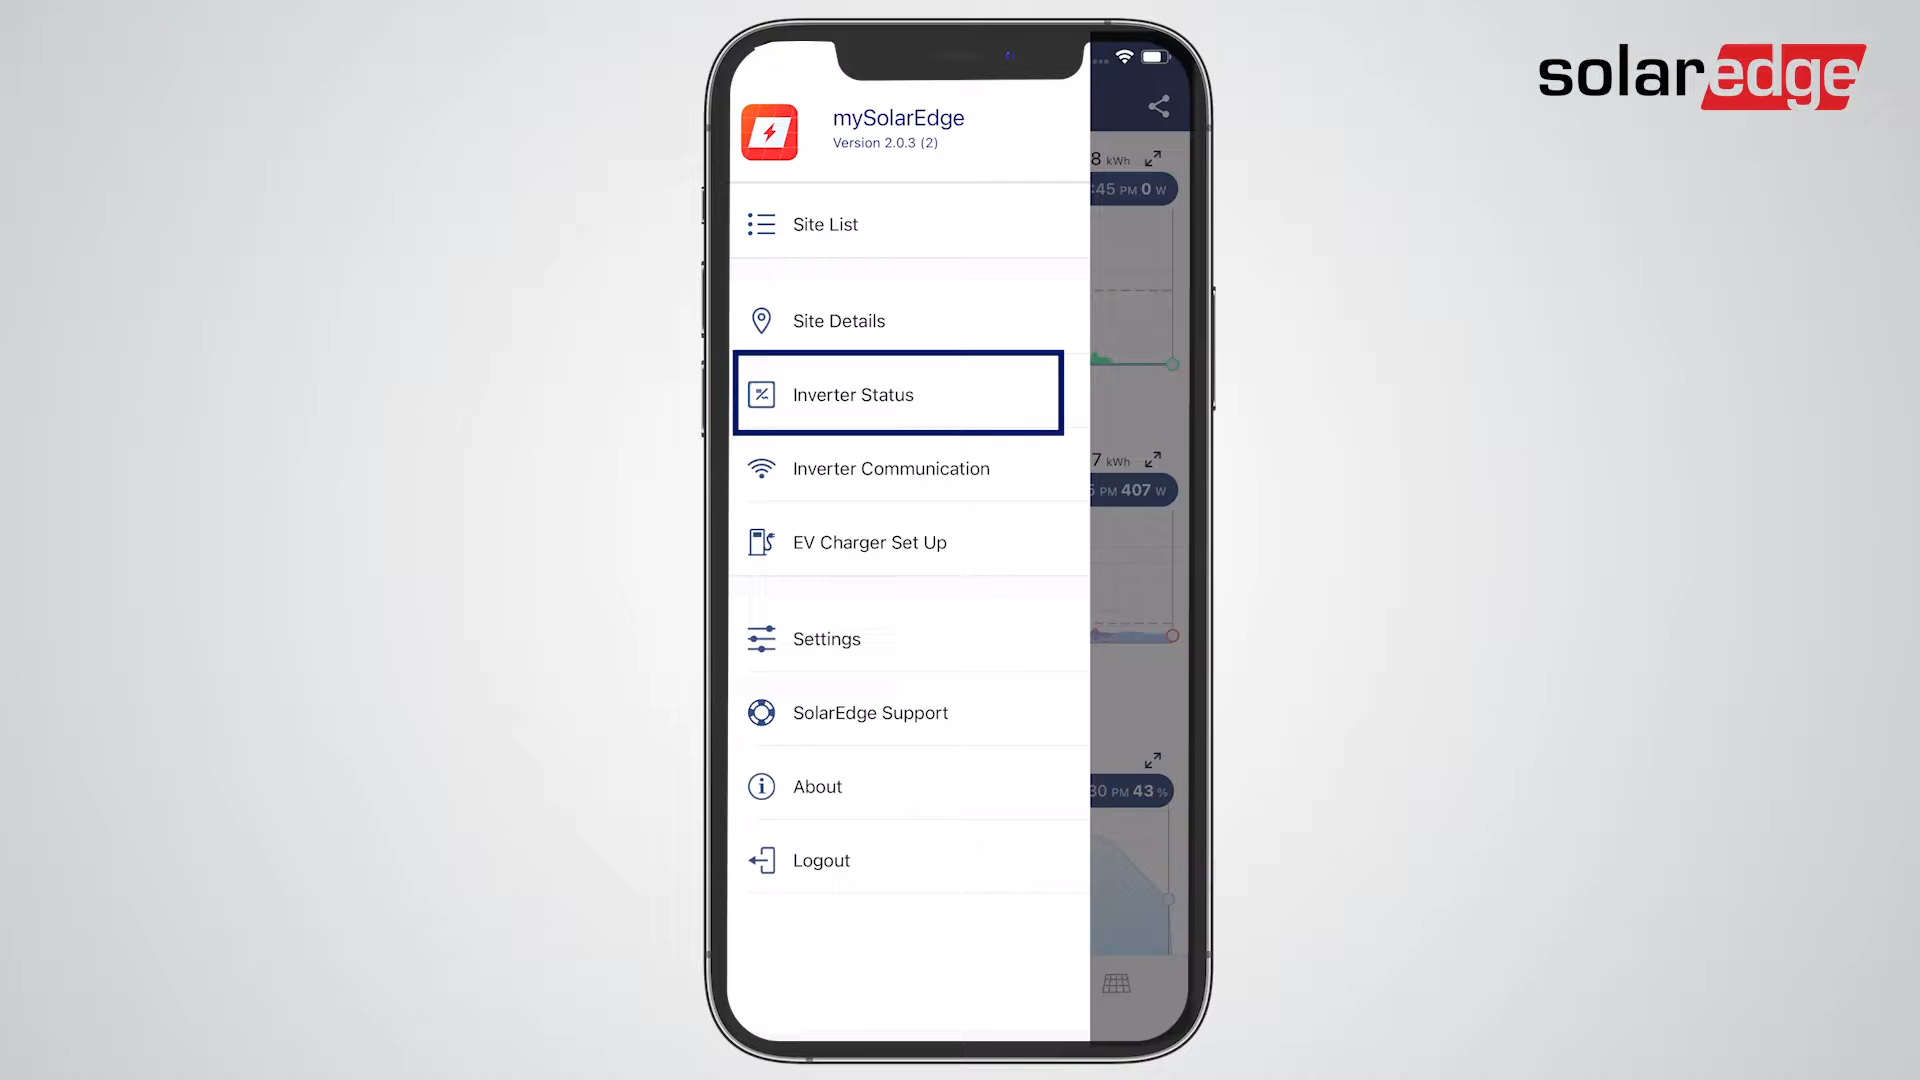 solaredge
mySolarEdge
Version 2.0.3 (2)
8 kWh
:45 PM 0 W
Site List
Site Details
Inverter Status
Inverter Communication
7 kWh
PM 407 W
EV Charger Set Up
Settings
SolarEdge Support
About
30 PM 43 %
Logout